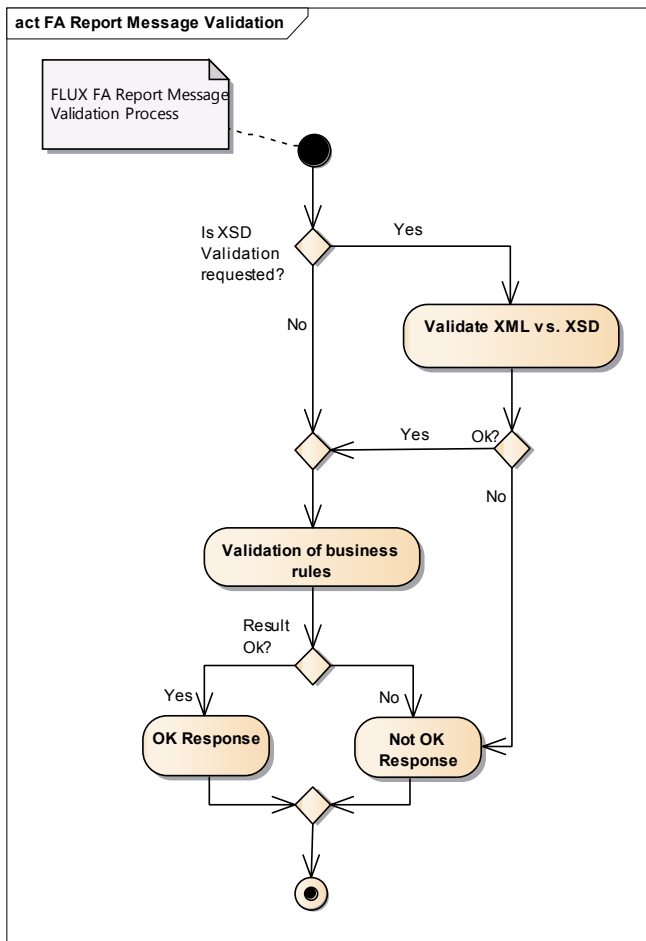 act FA Report Message Validation
FLUX FA Report Message
Validation Process
Is XSD
Validation
requested?
Yes
Validate XML vs. XSD
No
Yes
Ok?
No
Validation of business
rules
Result
Ok?
Yes
No
OK Response
Not OK
Response